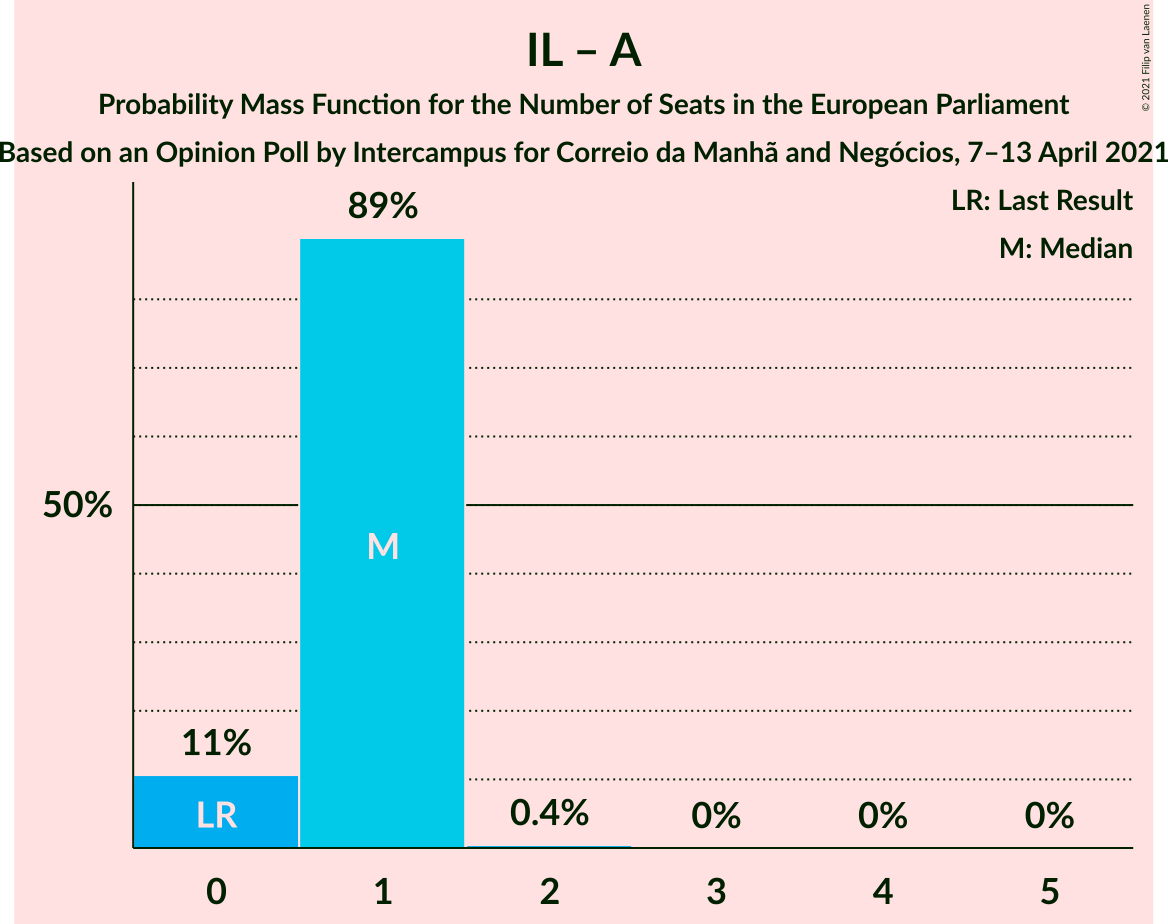 IL – A
Probability Mass Function for the Number of Seats in the European Parliament
Based on an Opinion Poll by Intercampus for Correio da Manhã and Negócios, 7–13 April 2021
© 2021 Filip van Laenen
LR: Last Result
M: Median
89%
50%
M
11%
LR
0.4%
0%
0%
0%
0 1 2 3 4 5